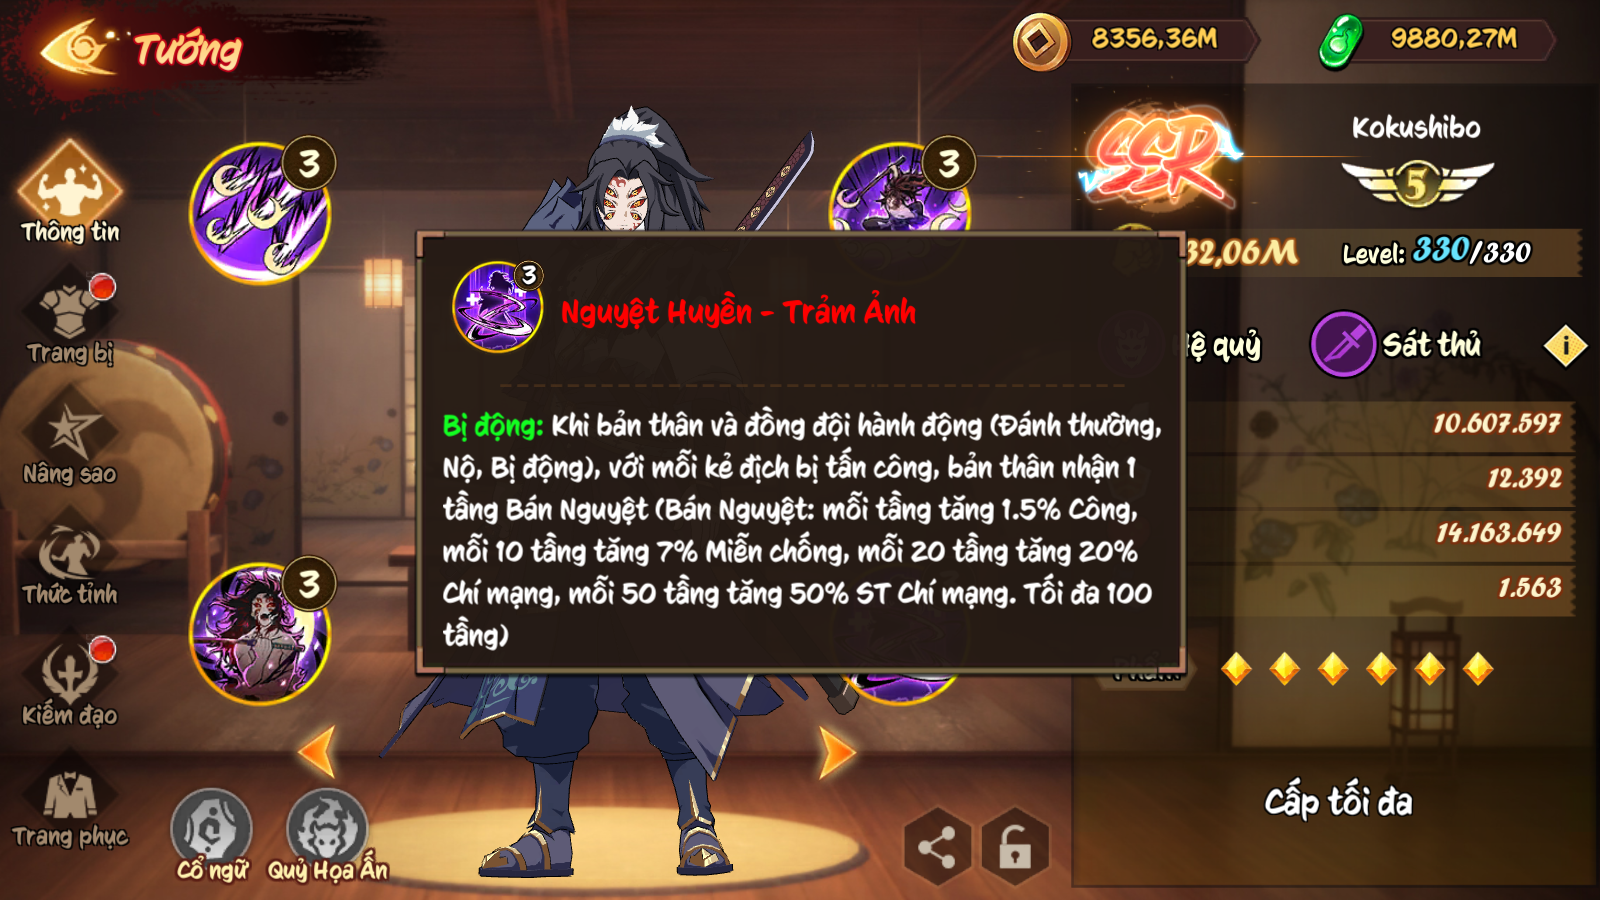 Tướng
8356,36M
9880,27M
Thông tin
Trang bị
Nâng sao
Thức tỉnh
Kiếm đạo
Trang phục
3
3
3
SSR
Kokushibo
5
32,06M
Level: 330/330
ệ quỷ
Sát thủ
i
10.607.597
12.392
14.163.649
1.563
3
Nguyệt Huyền - Trảm Ảnh
Bị động: Khi bản thân và đồng đội hành động (Đánh thường,
Nộ, Bị động), với mỗi kẻ địch bị tấn công, bản thân nhận 1
tầng Bán Nguyệt (Bán Nguyệt: mỗi tầng tăng 1.5% Công,
mỗi 10 tầng tăng 7% Miễn chống, mỗi 20 tầng tăng 20%
Chí mạng, mỗi 50 tầng tăng 50% ST Chí mạng. Tối đa 100
tầng)
Cấp tối đa
Cổ ngữ
Quỷ Họa Ấn